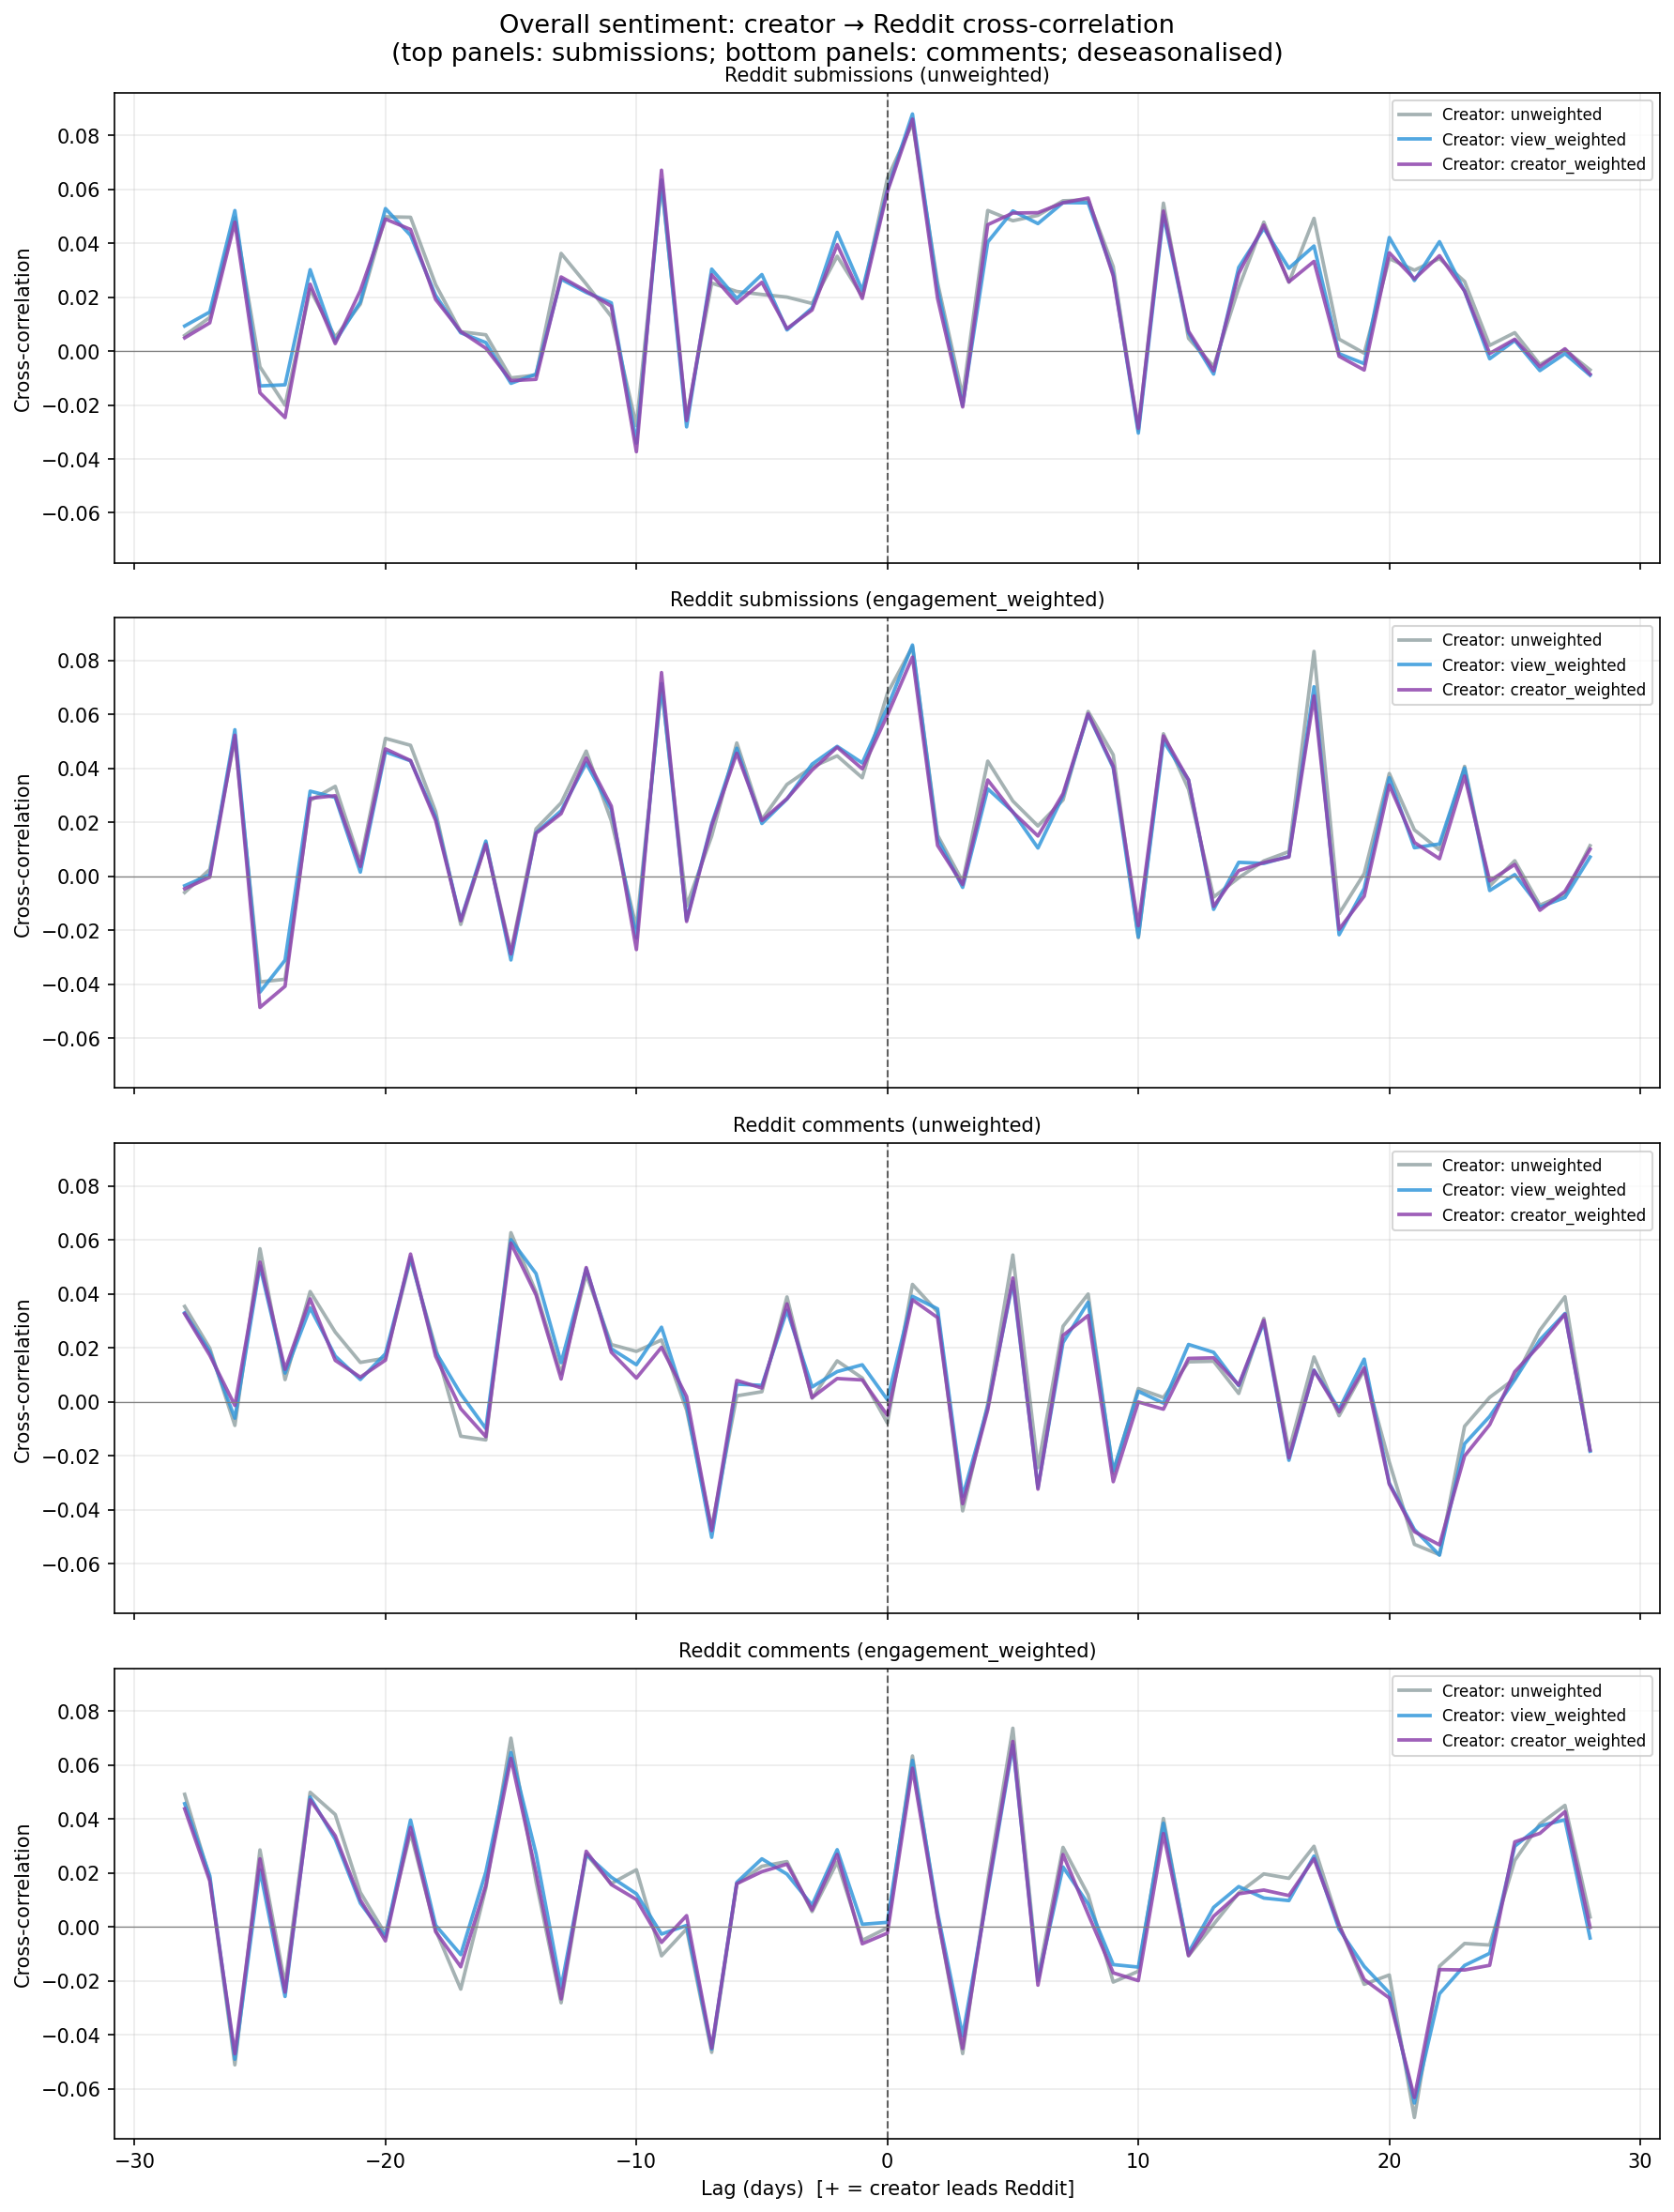 Overall sentiment: creator → Reddit cross-correlation
(top panels: submissions; bottom panels: comments; deseasonalised)
Reddit submissions (unweighted)
Cross-correlation
0.08
0.06
0.04
0.02
0.00
−0.02
−0.04
−0.06
Creator: unweighted
Creator: view_weighted
Creator: creator_weighted
Reddit submissions (engagement_weighted)
Cross-correlation
0.08
0.06
0.04
0.02
0.00
−0.02
−0.04
−0.06
Creator: unweighted
Creator: view_weighted
Creator: creator_weighted
Reddit comments (unweighted)
Cross-correlation
0.08
0.06
0.04
0.02
0.00
−0.02
−0.04
−0.06
Creator: unweighted
Creator: view_weighted
Creator: creator_weighted
Reddit comments (engagement_weighted)
Cross-correlation
0.08
0.06
0.04
0.02
0.00
−0.02
−0.04
−0.06
Creator: unweighted
Creator: view_weighted
Creator: creator_weighted
−30 −20 −10 0 10 20 30
Lag (days)  [+ = creator leads Reddit]